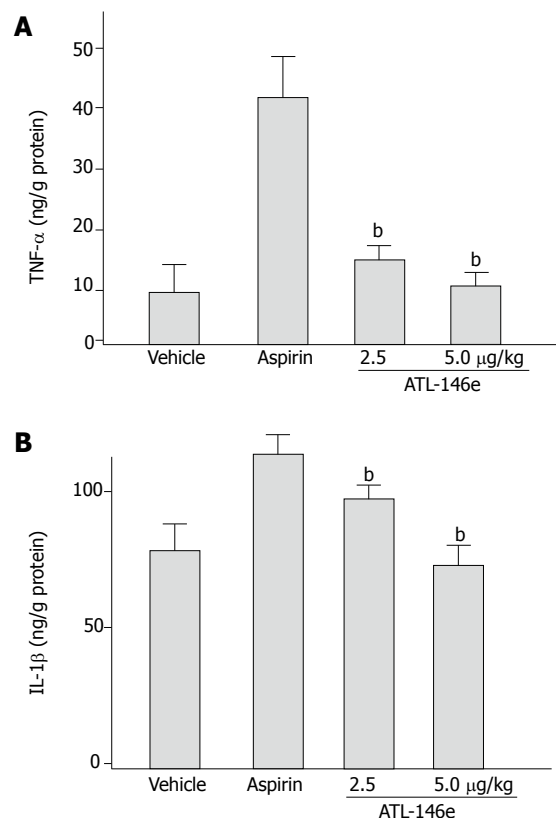 A
TNF-α (ng/g protein)
50
40
30
20
10
0
b
b
Vehicle
Aspirin
2.5
5.0 μg/kg
ATL-146e
B
IL-1β (ng/g protein)
100
50
0
b
b
Vehicle
Aspirin
2.5
5.0 μg/kg
ATL-146e